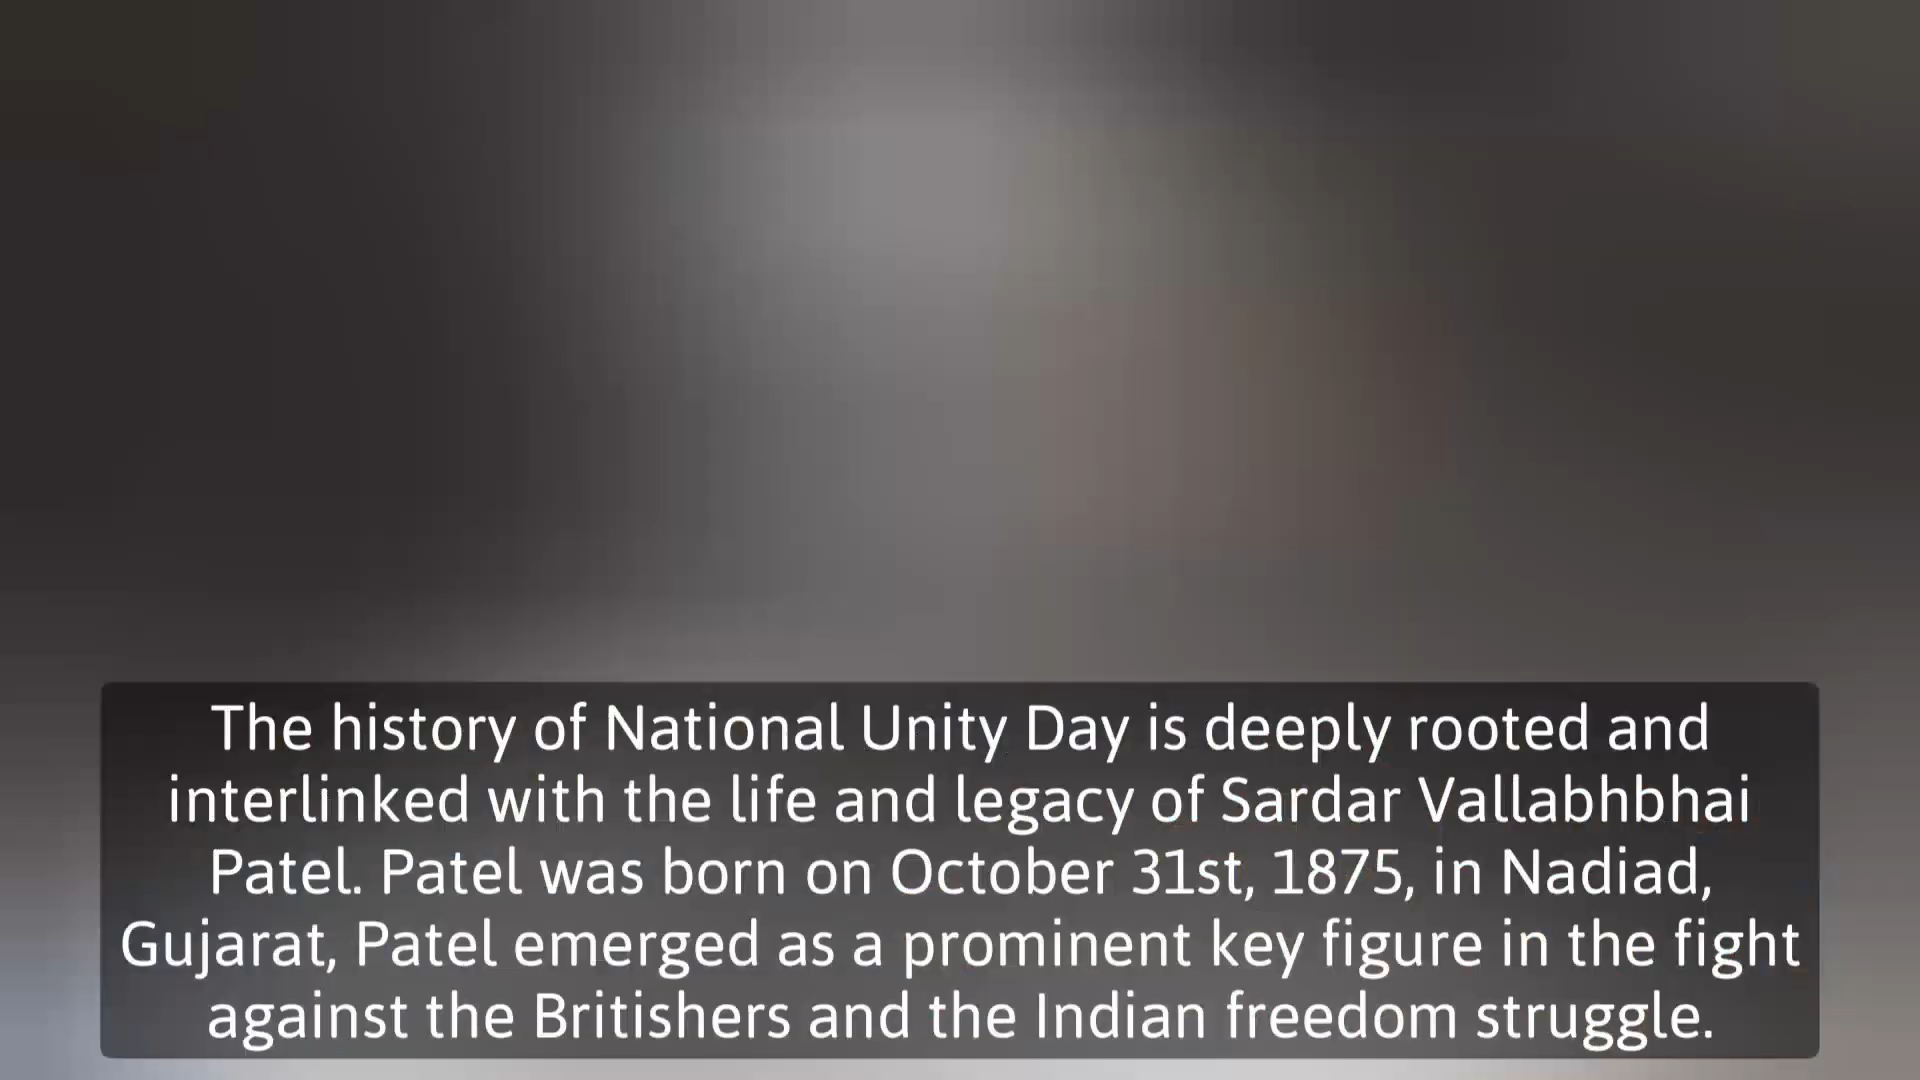 The history of National Unity Day is deeply rooted and
interlinked with the life and legacy of Sardar Vallabhbhai
Patel. Patel was born on October 31st, 1875, in Nadiad,
Gujarat, Patel emerged as a prominent key figure in the fight
against the Britishers and the Indian freedom struggle.